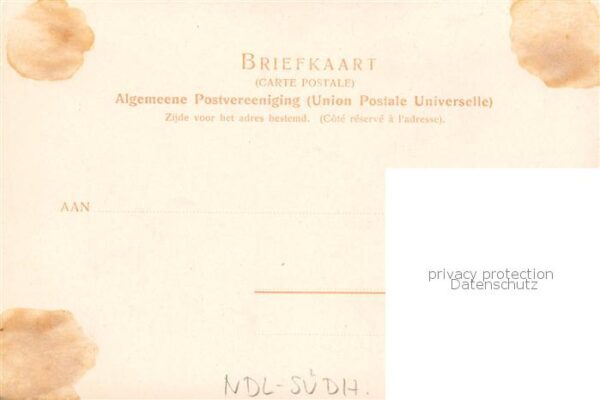 BRIEFKAART
(CARTE POSTALE)
Algemeene Postvereeniging (Union Postale Universelle)
Zijde voor het adres bestemd. (Côté réservé à l'adresse).
AAN
privacy protection
Datenschutz
NDL-SÜDH.